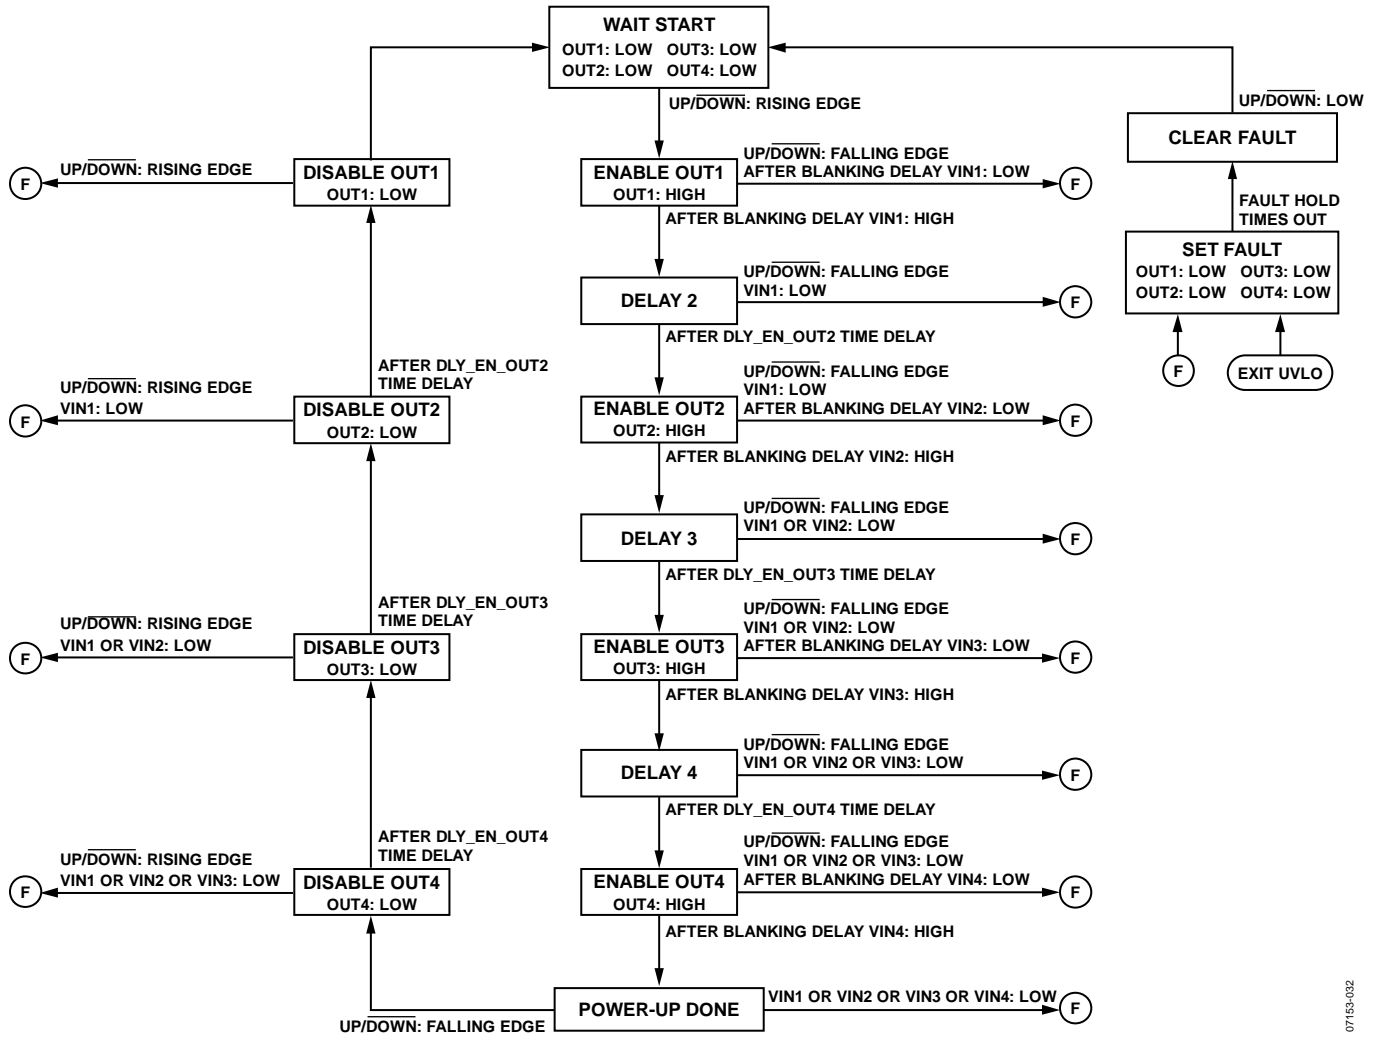 WAIT START
OUT1: LOW OUT3: LOW
OUT2: LOW OUT4: LOW
UP/DOWN: RISING EDGE
UP/DOWN: LOW
CLEAR FAULT
FAULT HOLD
TIMES OUT
SET FAULT
OUT1: LOW OUT3: LOW
OUT2: LOW OUT4: LOW
F
EXIT UVLO
ENABLE OUT1
OUT1: HIGH
UP/DOWN: FALLING EDGE
AFTER BLANKING DELAY VIN1: LOW
F
AFTER BLANKING DELAY VIN1: HIGH
DELAY 2
UP/DOWN: FALLING EDGE
VIN1: LOW
F
AFTER DLY_EN_OUT2 TIME DELAY
ENABLE OUT2
OUT2: HIGH
UP/DOWN: FALLING EDGE
VIN1: LOW
AFTER BLANKING DELAY VIN2: LOW
F
AFTER BLANKING DELAY VIN2: HIGH
DELAY 3
UP/DOWN: FALLING EDGE
VIN1 OR VIN2: LOW
F
AFTER DLY_EN_OUT3 TIME DELAY
ENABLE OUT3
OUT3: HIGH
UP/DOWN: FALLING EDGE
VIN1 OR VIN2: LOW
AFTER BLANKING DELAY VIN3: LOW
F
AFTER BLANKING DELAY VIN3: HIGH
DELAY 4
UP/DOWN: FALLING EDGE
VIN1 OR VIN2 OR VIN3: LOW
F
AFTER DLY_EN_OUT4 TIME DELAY
ENABLE OUT4
OUT4: HIGH
UP/DOWN: FALLING EDGE
VIN1 OR VIN2 OR VIN3: LOW
AFTER BLANKING DELAY VIN4: LOW
F
AFTER BLANKING DELAY VIN4: HIGH
POWER-UP DONE
VIN1 OR VIN2 OR VIN3 OR VIN4: LOW
F
UP/DOWN: FALLING EDGE
DISABLE OUT4
OUT4: LOW
UP/DOWN: RISING EDGE
VIN1 OR VIN2 OR VIN3: LOW
F
AFTER DLY_EN_OUT4
TIME DELAY
DISABLE OUT3
OUT3: LOW
UP/DOWN: RISING EDGE
VIN1 OR VIN2: LOW
F
AFTER DLY_EN_OUT3
TIME DELAY
DISABLE OUT2
OUT2: LOW
UP/DOWN: RISING EDGE
VIN1: LOW
F
AFTER DLY_EN_OUT2
TIME DELAY
DISABLE OUT1
OUT1: LOW
UP/DOWN: RISING EDGE
F
07153-032